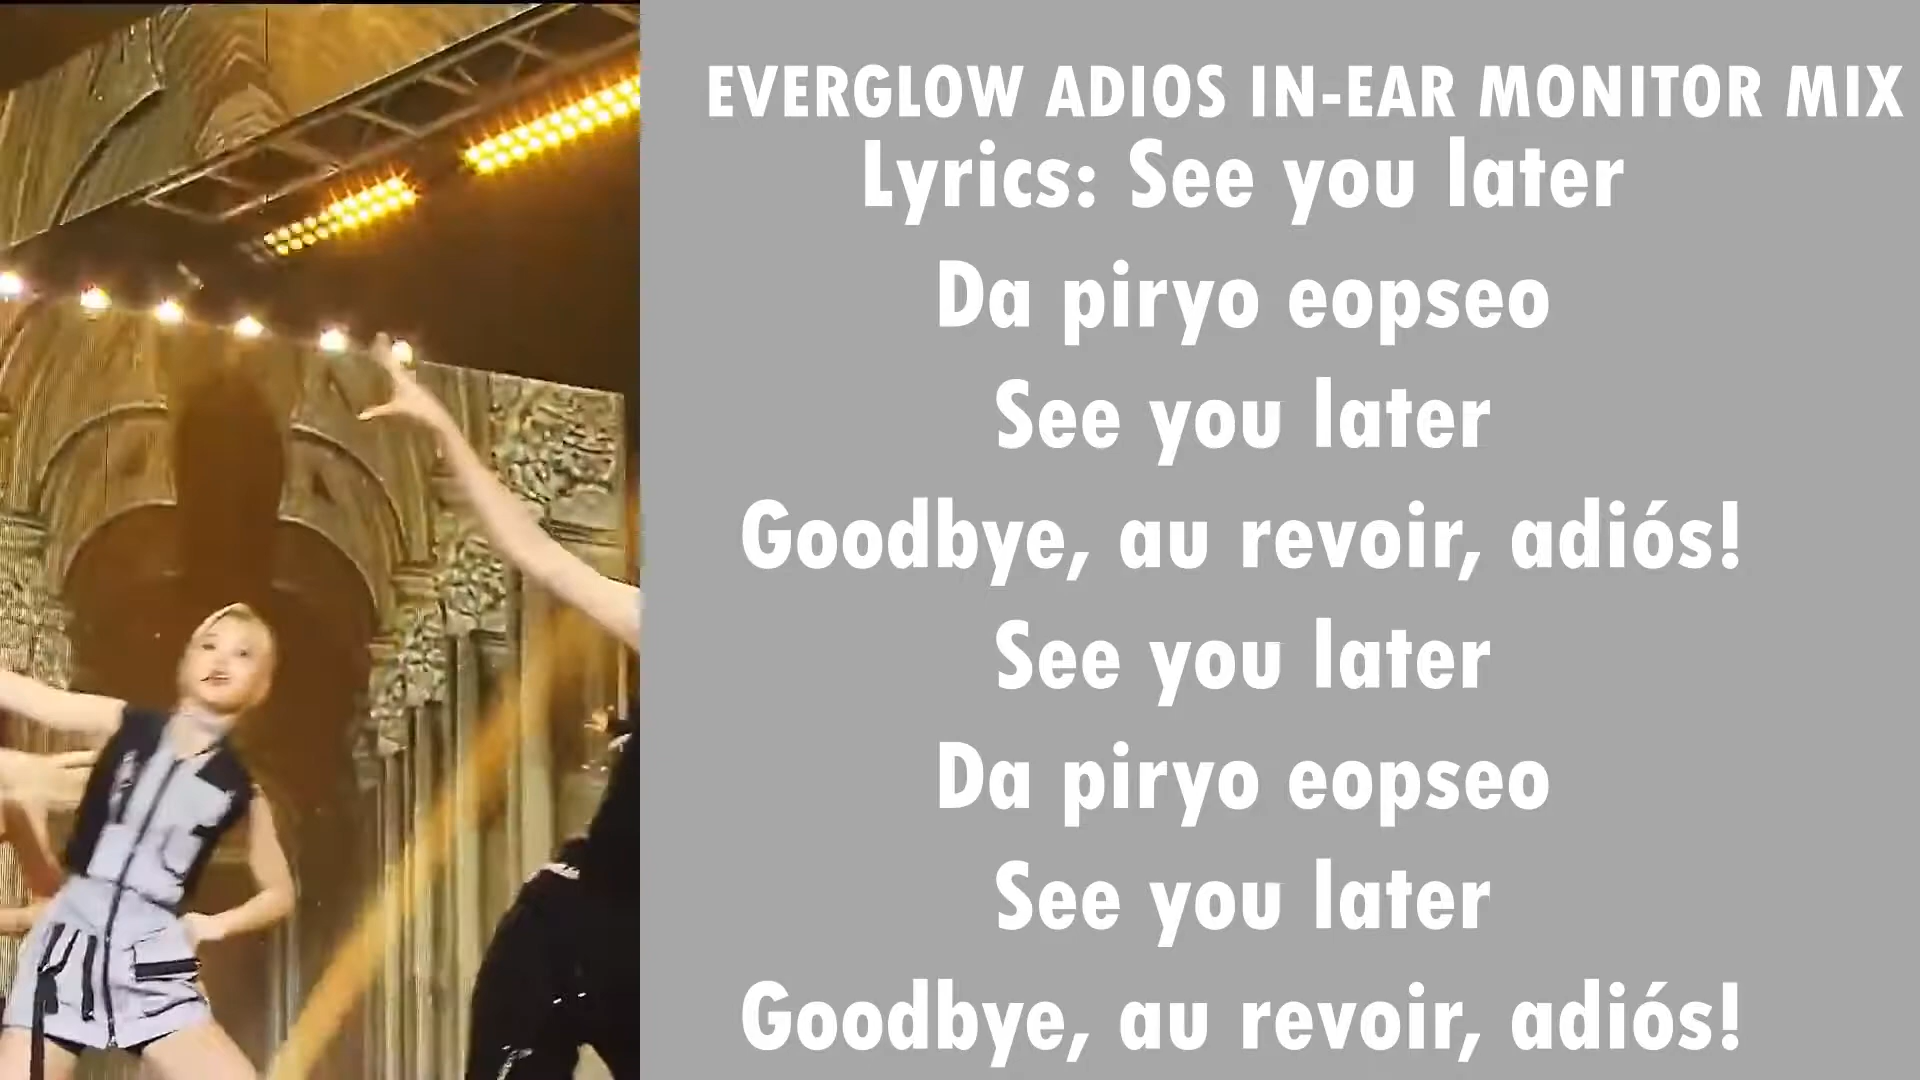 EVERGLOW ADIOS IN-EAR MONITOR MIX
Lyrics: See you later
Da piryo eopseo
See you later
Goodbye, au revoir, adiós!
See you later
Da piryo eopseo
See you later
Goodbye, au revoir, adiós!